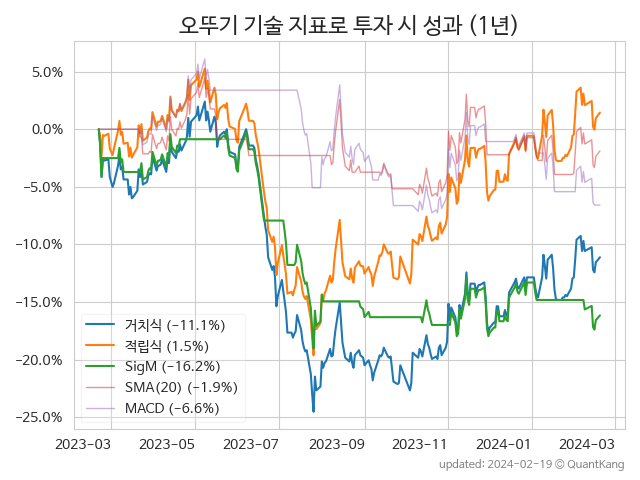 오뚜기 기술 지표로 투자 시 성과 (1년)
5.0%
0.0%
−5.0%
−10.0%
−15.0%
−20.0%
−25.0%
거치식 (−11.1%)
적립식 (1.5%)
SigM (−16.2%)
SMA(20) (−1.9%)
MACD (−6.6%)
2023-03 2023-05 2023-07 2023-09 2023-11 2024-01 2024-03
updated: 2024-02-19 © QuantKang